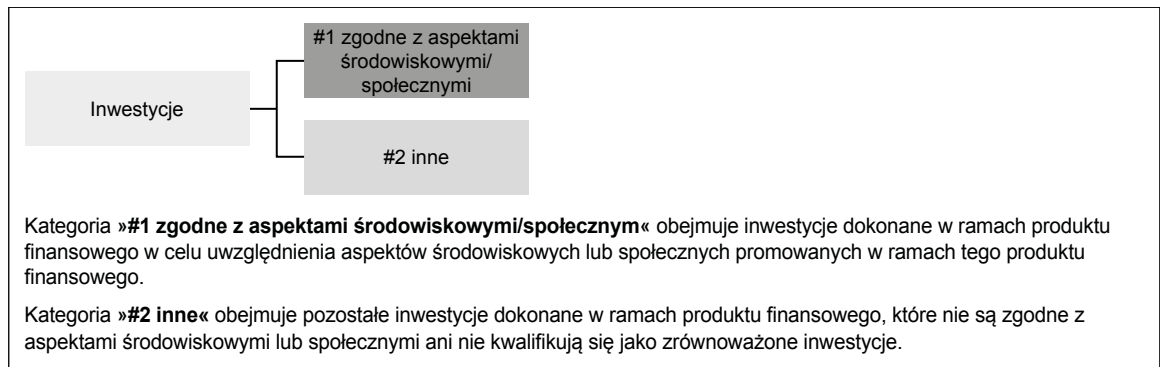 #1 zgodne z aspektami
środowiskowymi/
społecznymi
Inwestycje
#2 inne
Kategoria »#1 zgodne z aspektami środowiskowymi/społecznym« obejmuje inwestycje dokonane w ramach produktu
finansowego w celu uwzględnienia aspektów środowiskowych lub społecznych promowanych w ramach tego produktu
finansowego.
Kategoria »#2 inne« obejmuje pozostałe inwestycje dokonane w ramach produktu finansowego, które nie są zgodne z
aspektami środowiskowymi lub społecznymi ani nie kwalifikują się jako zrównoważone inwestycje.